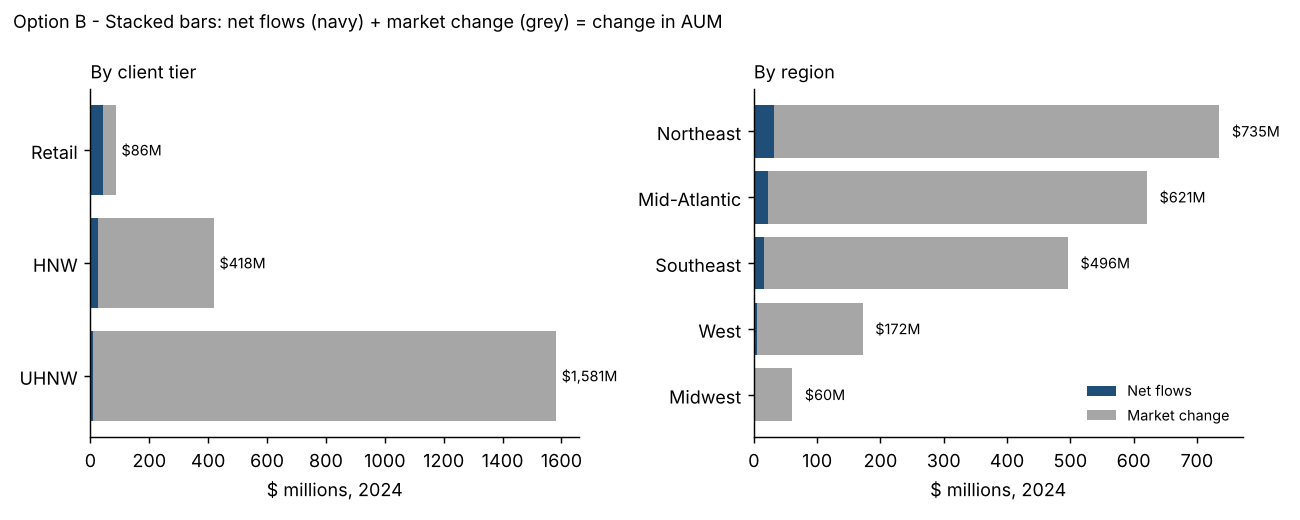 Option B - Stacked bars: net flows (navy) + market change (grey) = change in AUM
By client tier
Retail
$86M
HNW
$418M
UHNW
$1,581M
0 200 400 600 800 1000 1200 1400 1600
$ millions, 2024
By region
Northeast
$735M
Mid-Atlantic
$621M
Southeast
$496M
West
$172M
Midwest
$60M
Net flows
Market change
0 100 200 300 400 500 600 700
$ millions, 2024